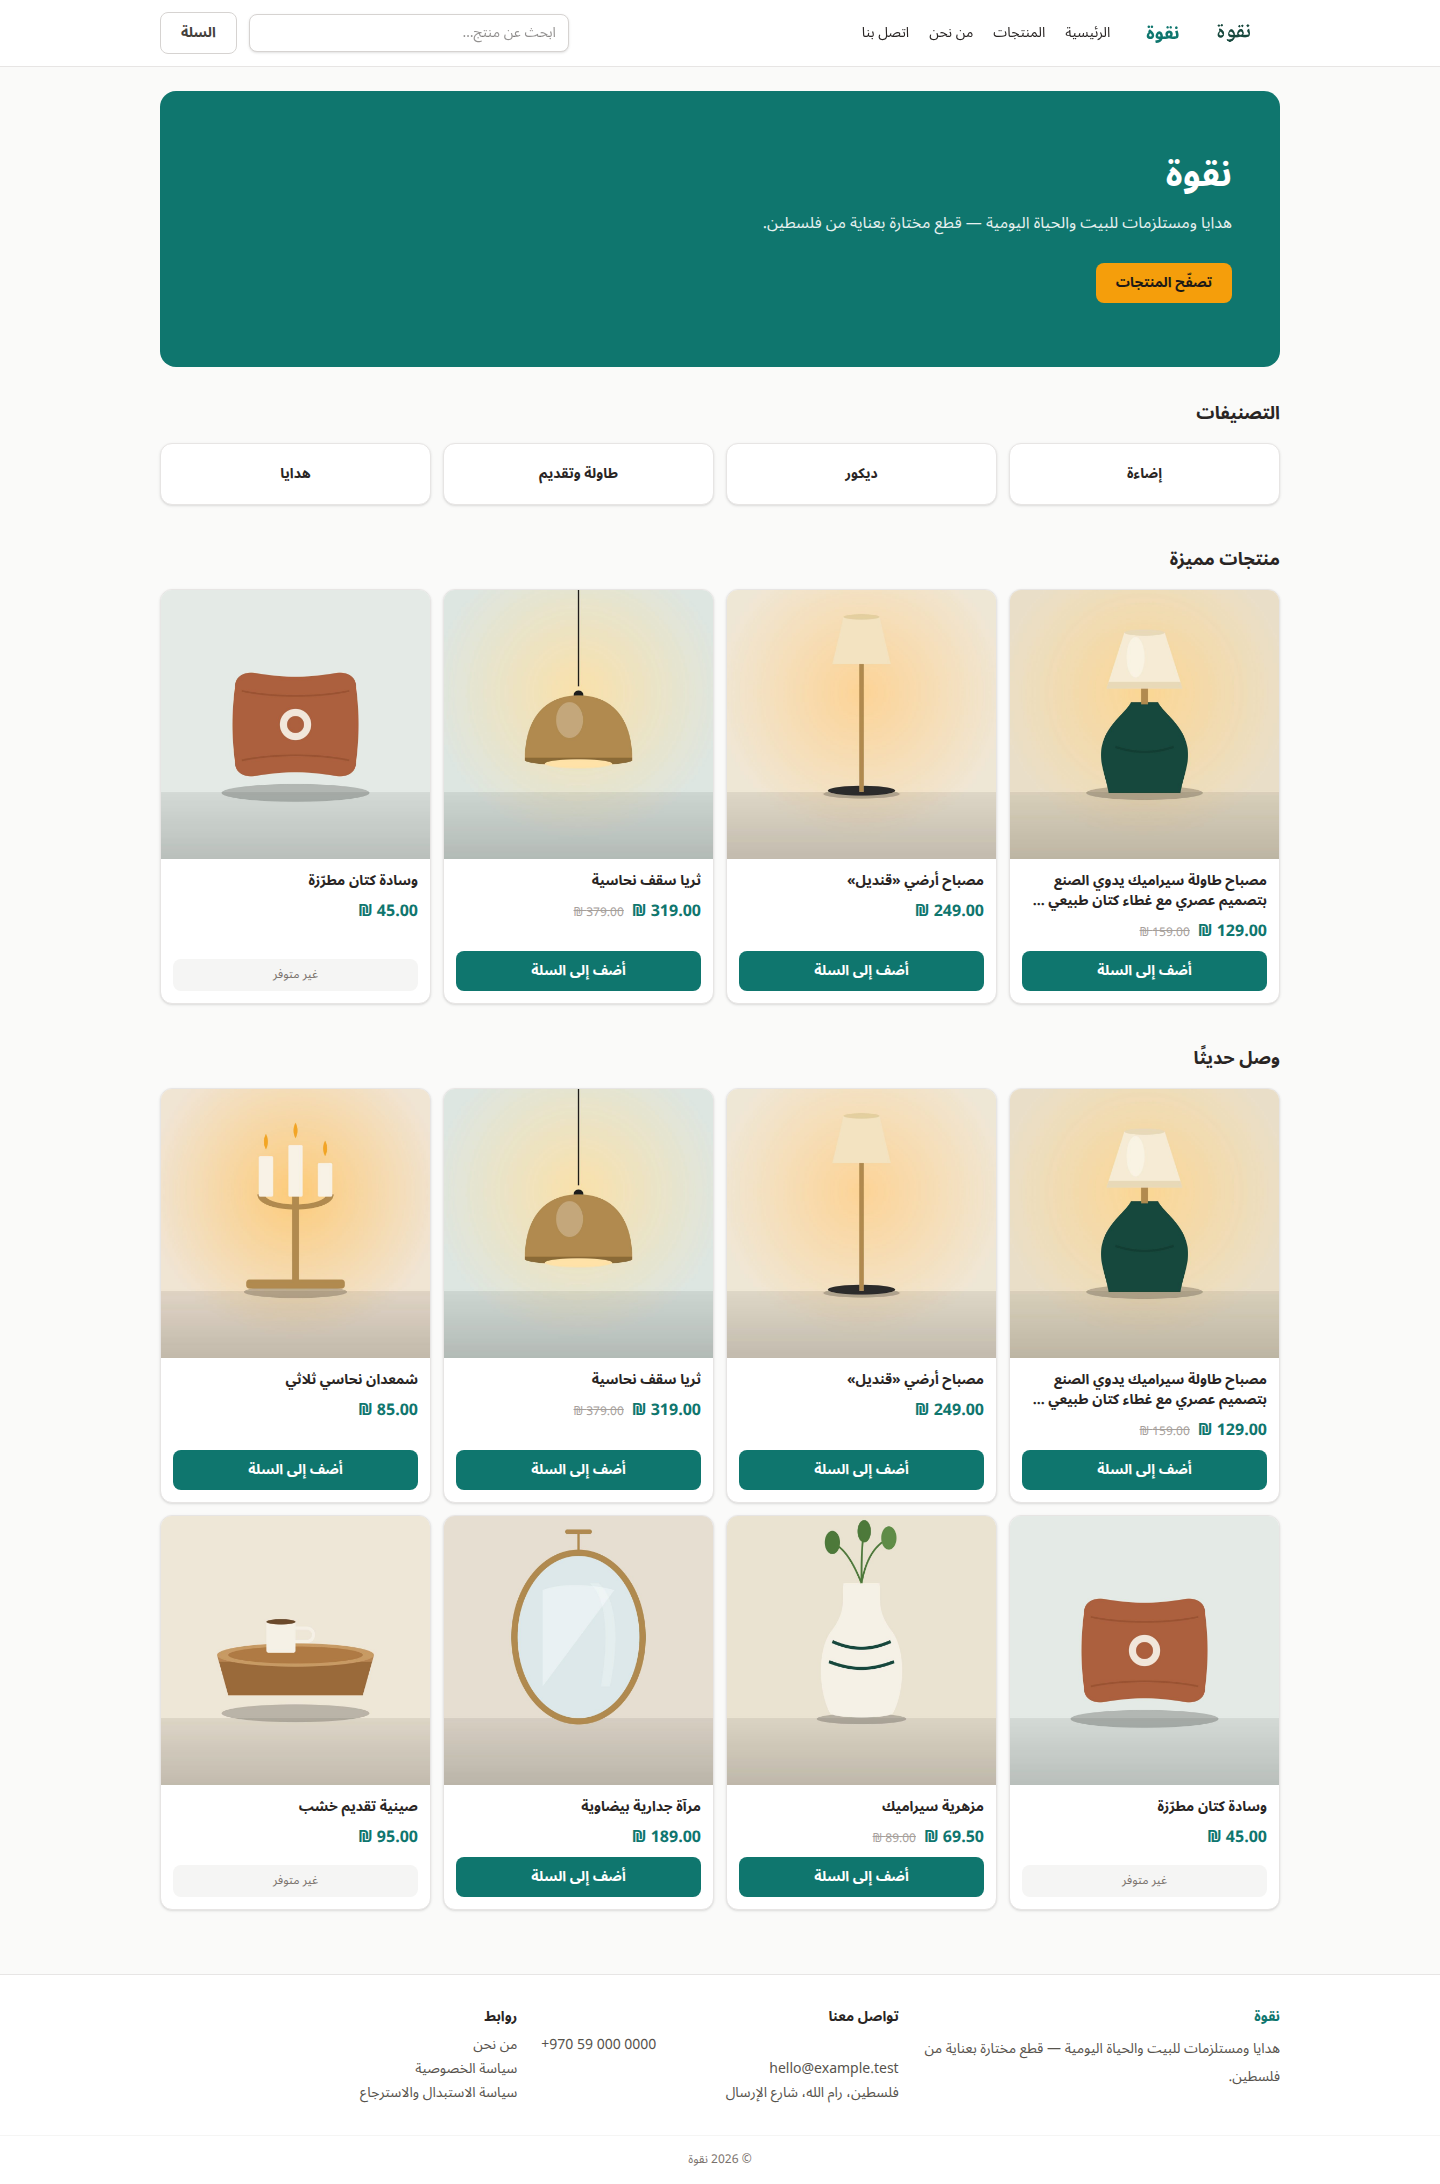 نقوة
نقوة
الرئيسية
المنتجات
من نحن
اتصل بنا
ابحث عن منتج...
السلة
نقوة
هدايا ومستلزمات للبيت والحياة اليومية — قطع مختارة بعناية من فلسطين.
تصفّح المنتجات
التصنيفات
إضاءة
ديكور
طاولة وتقديم
هدايا
منتجات مميزة
مصباح طاولة سيراميك يدوي الصنع
بتصميم عصري مع غطاء كتان طبيعي ...
129.00 ₪ 159.00 ₪
أضف إلى السلة
مصباح أرضي «قنديل»
249.00 ₪
أضف إلى السلة
ثريا سقف نحاسية
319.00 ₪ 379.00 ₪
أضف إلى السلة
وسادة كتان مطرّزة
45.00 ₪
غير متوفر
وصل حديثًا
مصباح طاولة سيراميك يدوي الصنع
بتصميم عصري مع غطاء كتان طبيعي ...
129.00 ₪ 159.00 ₪
أضف إلى السلة
مصباح أرضي «قنديل»
249.00 ₪
أضف إلى السلة
ثريا سقف نحاسية
319.00 ₪ 379.00 ₪
أضف إلى السلة
شمعدان نحاسي ثلاثي
85.00 ₪
أضف إلى السلة
وسادة كتان مطرّزة
45.00 ₪
غير متوفر
مزهرية سيراميك
69.50 ₪ 89.00 ₪
أضف إلى السلة
مرآة جدارية بيضاوية
189.00 ₪
أضف إلى السلة
صينية تقديم خشب
95.00 ₪
غير متوفر
نقوة
هدايا ومستلزمات للبيت والحياة اليومية — قطع مختارة بعناية من
فلسطين.
تواصل معنا
+970 59 000 0000
hello@example.test
فلسطين، رام الله، شارع الإرسال
روابط
من نحن
سياسة الخصوصية
سياسة الاستبدال والاسترجاع
© 2026 نقوة